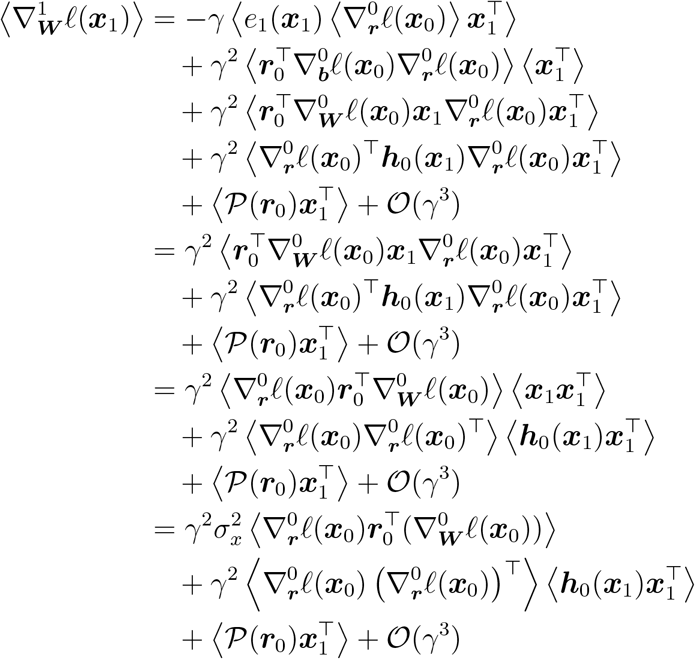 ⟨∇¹_𝑾 ℓ(𝒙₁)⟩ = −γ ⟨e₁(𝒙₁) ⟨∇⁰_𝒓 ℓ(𝒙₀)⟩ 𝒙₁^⊤⟩
+ γ² ⟨𝒓₀^⊤ ∇⁰_𝒃 ℓ(𝒙₀) ∇⁰_𝒓 ℓ(𝒙₀)⟩ ⟨𝒙₁^⊤⟩
+ γ² ⟨𝒓₀^⊤ ∇⁰_𝑾 ℓ(𝒙₀) 𝒙₁ ∇⁰_𝒓 ℓ(𝒙₀) 𝒙₁^⊤⟩
+ γ² ⟨∇⁰_𝒓 ℓ(𝒙₀)^⊤ 𝒉₀(𝒙₁) ∇⁰_𝒓 ℓ(𝒙₀) 𝒙₁^⊤⟩
+ ⟨𝒫(𝒓₀) 𝒙₁^⊤⟩ + 𝒪(γ³)
= γ² ⟨𝒓₀^⊤ ∇⁰_𝑾 ℓ(𝒙₀) 𝒙₁ ∇⁰_𝒓 ℓ(𝒙₀) 𝒙₁^⊤⟩
+ γ² ⟨∇⁰_𝒓 ℓ(𝒙₀)^⊤ 𝒉₀(𝒙₁) ∇⁰_𝒓 ℓ(𝒙₀) 𝒙₁^⊤⟩
+ ⟨𝒫(𝒓₀) 𝒙₁^⊤⟩ + 𝒪(γ³)
= γ² ⟨∇⁰_𝒓 ℓ(𝒙₀) 𝒓₀^⊤ ∇⁰_𝑾 ℓ(𝒙₀)⟩ ⟨𝒙₁ 𝒙₁^⊤⟩
+ γ² ⟨∇⁰_𝒓 ℓ(𝒙₀) ∇⁰_𝒓 ℓ(𝒙₀)^⊤⟩ ⟨𝒉₀(𝒙₁) 𝒙₁^⊤⟩
+ ⟨𝒫(𝒓₀) 𝒙₁^⊤⟩ + 𝒪(γ³)
= γ² σ_x² ⟨∇⁰_𝒓 ℓ(𝒙₀) 𝒓₀^⊤ (∇⁰_𝑾 ℓ(𝒙₀))⟩
+ γ² ⟨∇⁰_𝒓 ℓ(𝒙₀) (∇⁰_𝒓 ℓ(𝒙₀))^⊤⟩ ⟨𝒉₀(𝒙₁) 𝒙₁^⊤⟩
+ ⟨𝒫(𝒓₀) 𝒙₁^⊤⟩ + 𝒪(γ³)